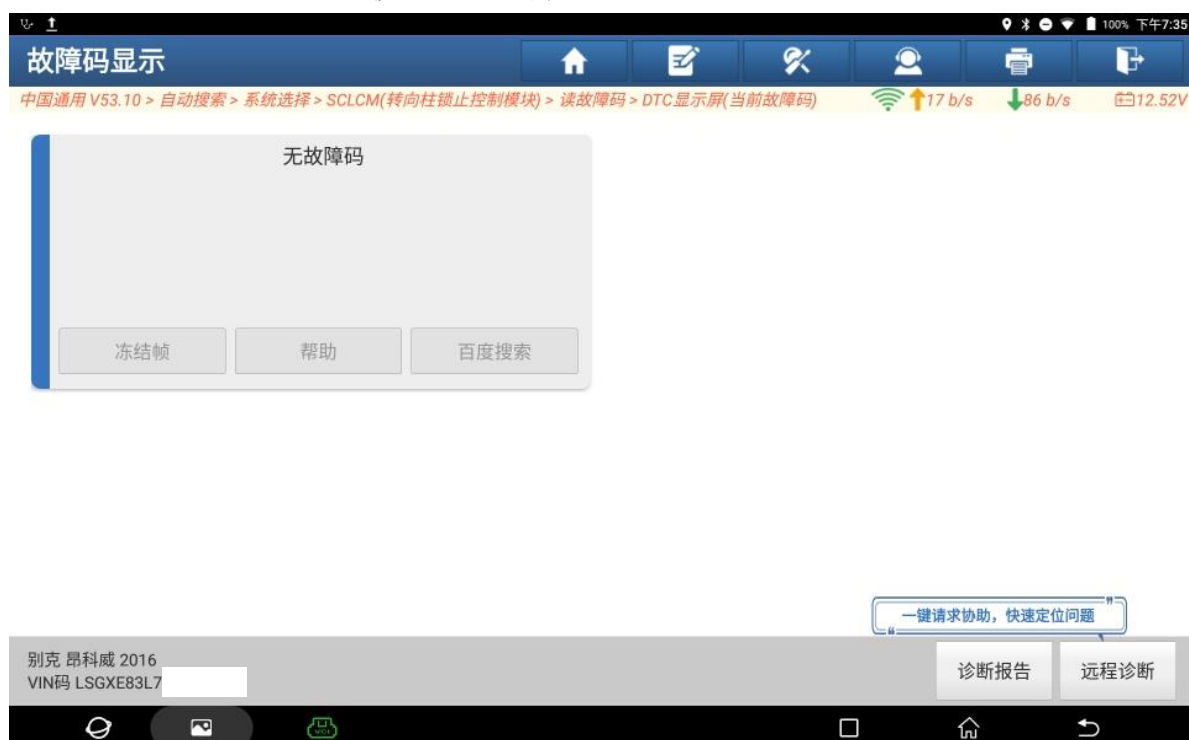 100% 下午7:35
故障码显示
中国通用 V53.10 > 自动搜索 > 系统选择 > SCLCM(转向柱锁止控制模块) > 读故障码 > DTC显示屏(当前故障码) 17 b/s 86 b/s 12.52V
无故障码
冻结帧 帮助 百度搜索
一键请求协助，快速定位问题
别克 昂科威 2016
VIN码 LSGXE83L7
诊断报告 远程诊断
VCI